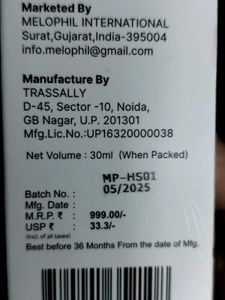 Marketed By
MELOPHIL INTERNATIONAL
Surat,Gujarat,India-395004
info.melophil@gmail.com
Manufacture By
TRASSALLY
D-45, Sector -10, Noida,
GB Nagar, U.P. 201301
Mfg.Lic.No.:UP16320000038
Net Volume : 30ml (When Packed)
Batch No. : MP-HS01
Mfg. Date : 05/2025
M.R.P. ₹ : 999.00/-
USP ₹ : 33.3/-
(Incl. of all taxes)
Best before 36 Months From the date of Mfg.